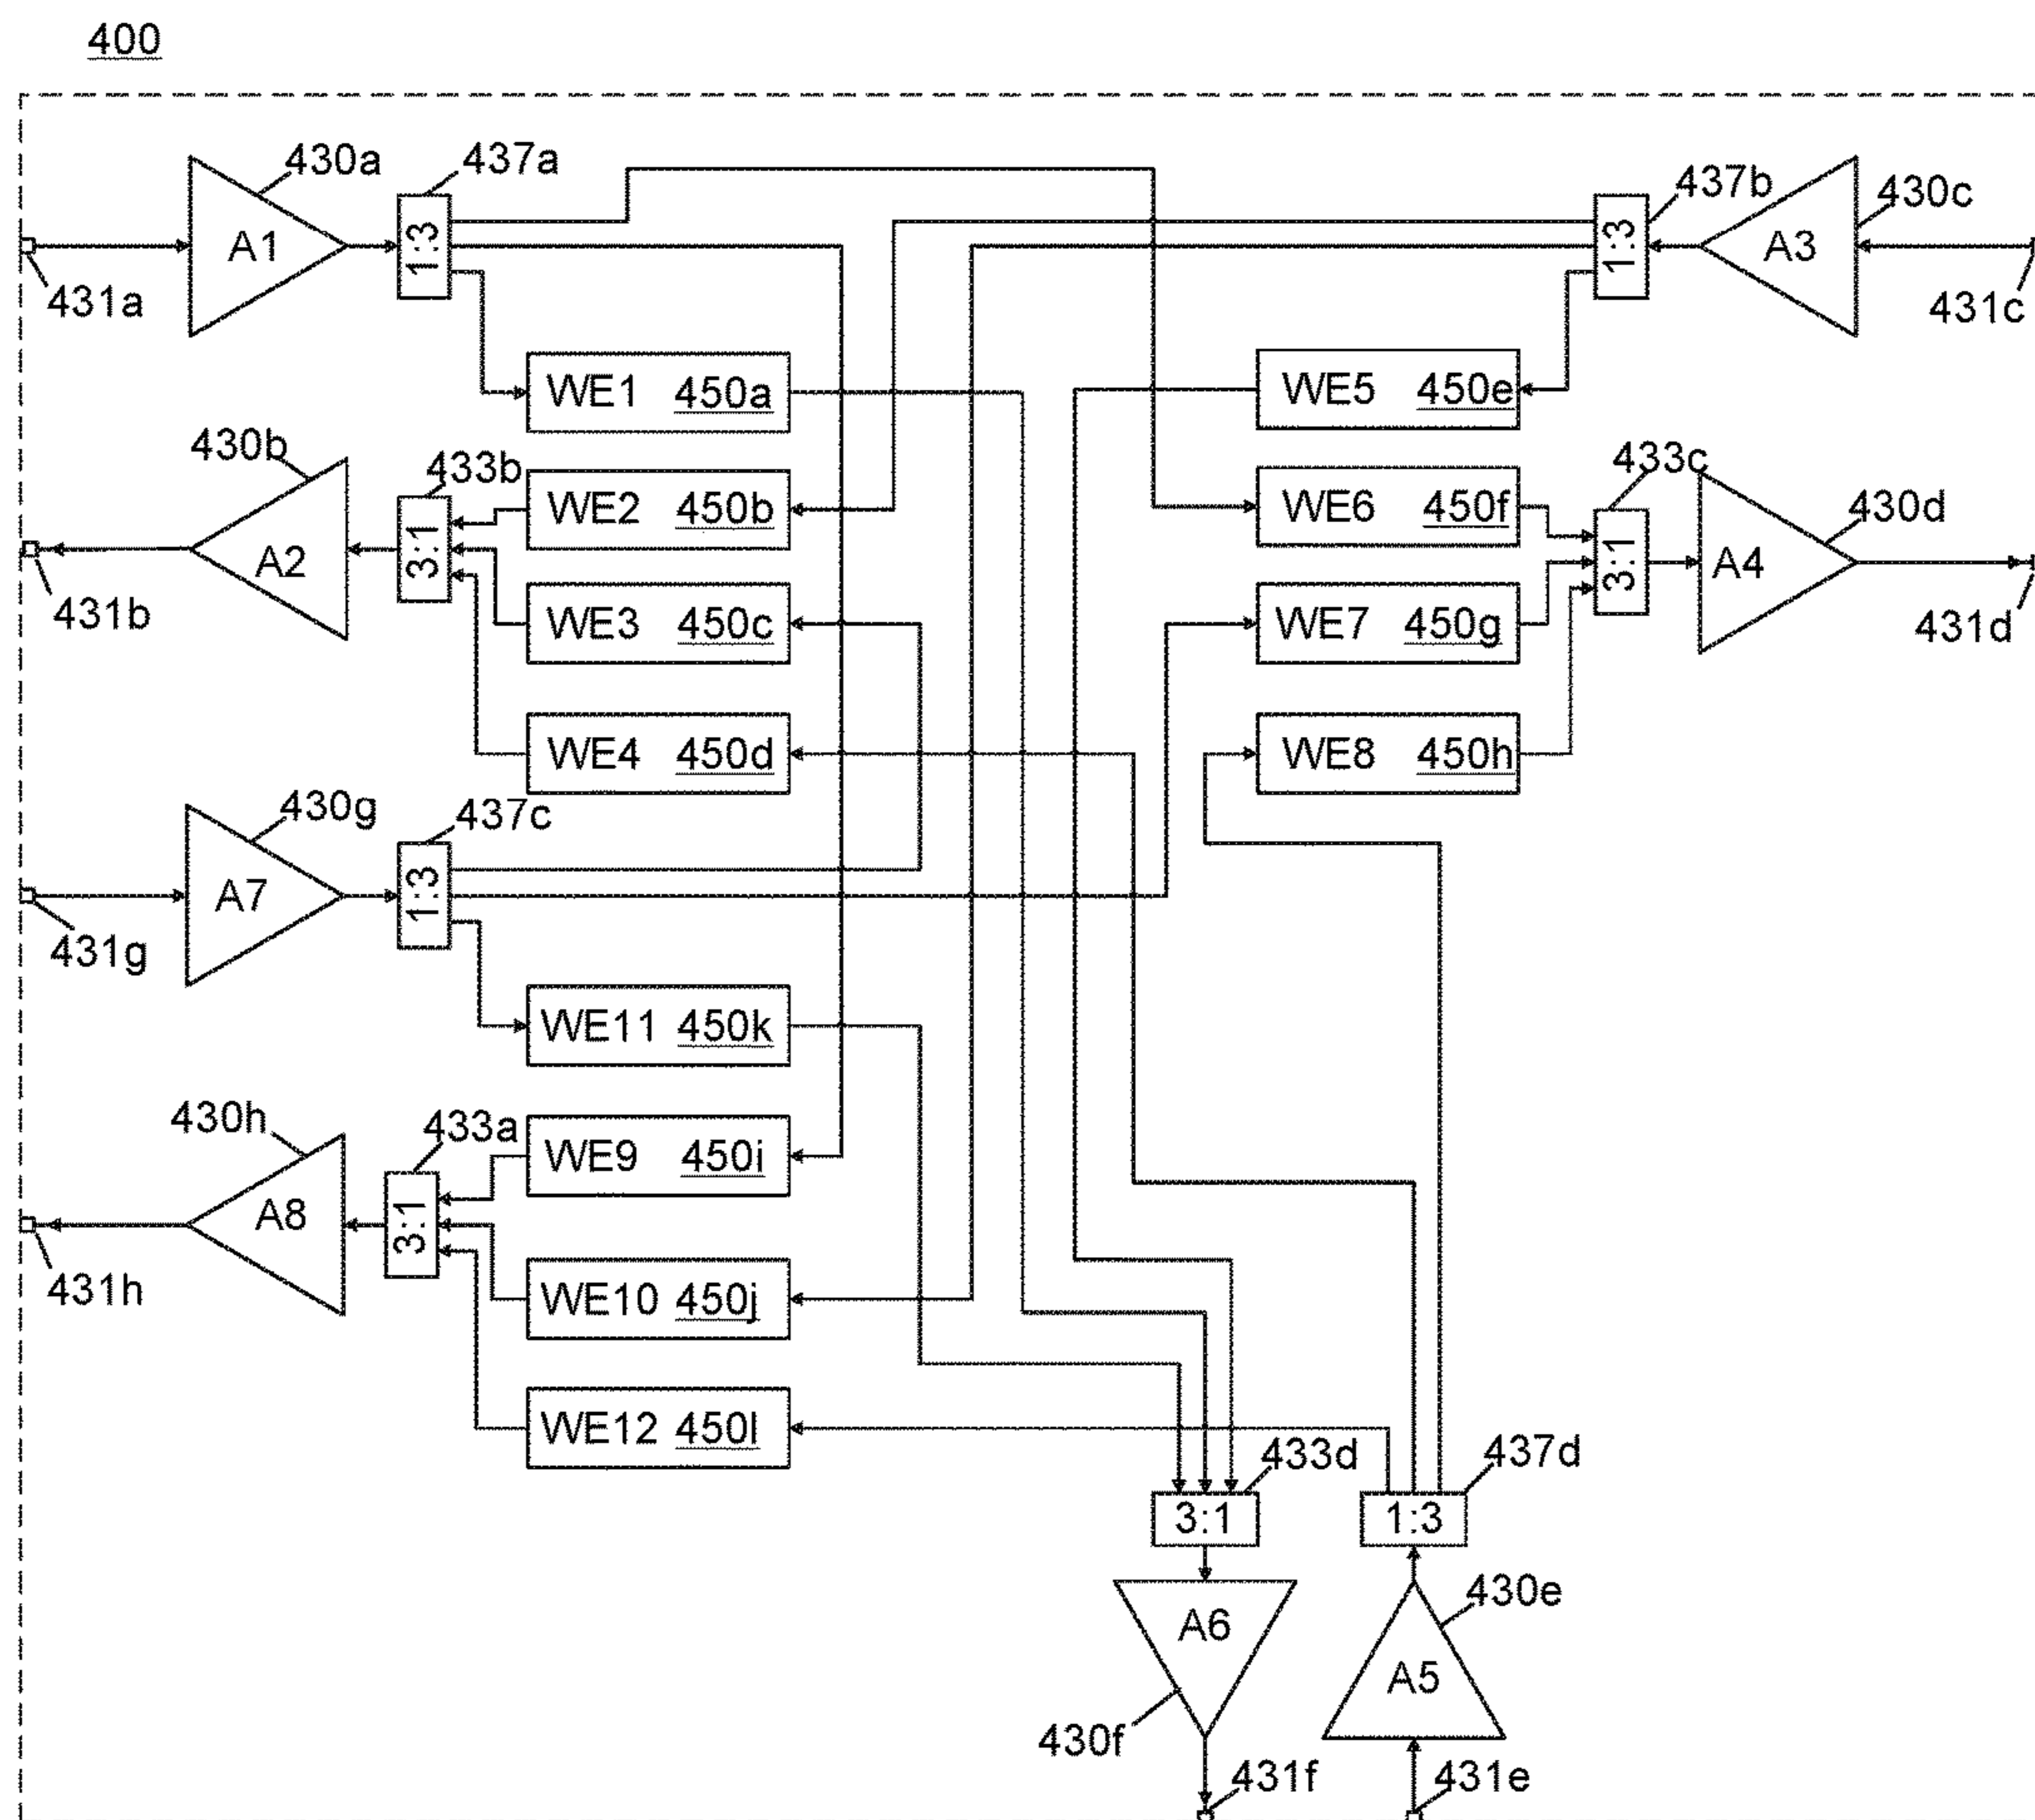 400
430a
437a
437b
430c
A1
1:3
1:3
A3
431a
431c
WE1 450a
WE5 450e
430b
433b
433c
WE2 450b
WE6 450f
430d
A2
3:1
3:1
A4
431b
WE3 450c
WE7 450g
431d
WE4 450d
WE8 450h
430g
437c
A7
1:3
431g
WE11 450k
430h
433a
WE9 450i
A8
3:1
431h
WE10 450j
WE12 450l
433d
437d
3:1
1:3
430e
A6
A5
430f
431f
431e